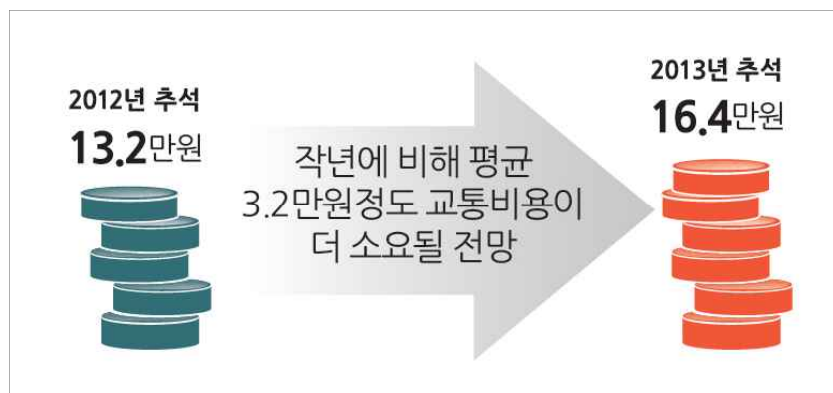 2012년 추석
13.2만원
작년에 비해 평균
3.2만원정도 교통비용이
더 소요될 전망
2013년 추석
16.4만원